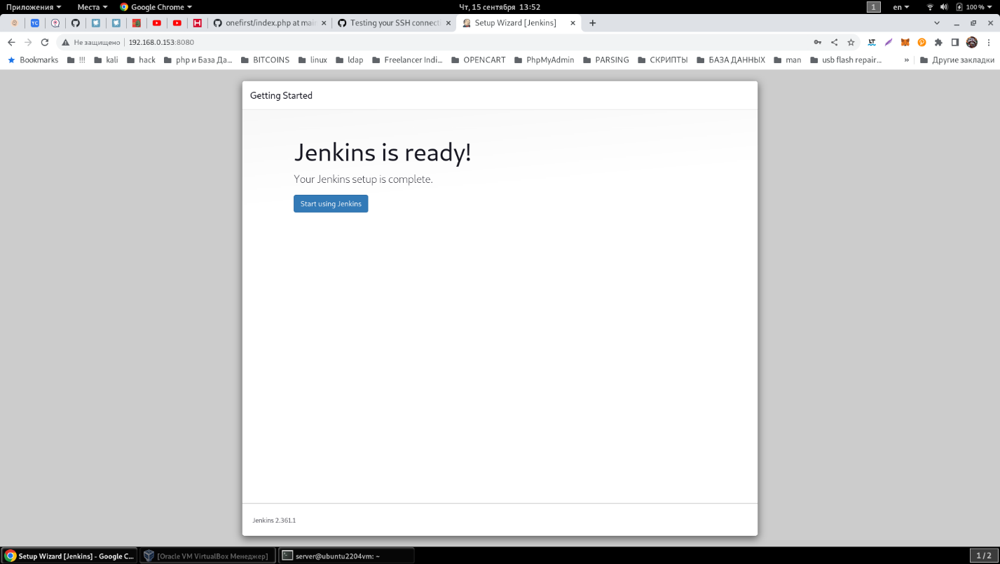 Приложения Места Google Chrome Чт, 15 сентября 13:52 1 en 100 %
YC onefirst/index.php at mai Testing your SSH connect Setup Wizard [Jenkins]
Не защищено 192.168.0.153:8080
Bookmarks !!! kali hack php и База Да... BITCOINS linux ldap Freelancer Indi... OPENCART PhpMyAdmin PARSING СКРИПТЫ БАЗА ДАННЫХ man usb flash repair... » Другие закладки
Getting Started
Jenkins is ready!
Your Jenkins setup is complete.
Start using Jenkins
Jenkins 2.361.1
Setup Wizard [Jenkins] - Google C... [Oracle VM VirtualBox Менеджер] server@ubuntu2204vm: ~ 1 / 2